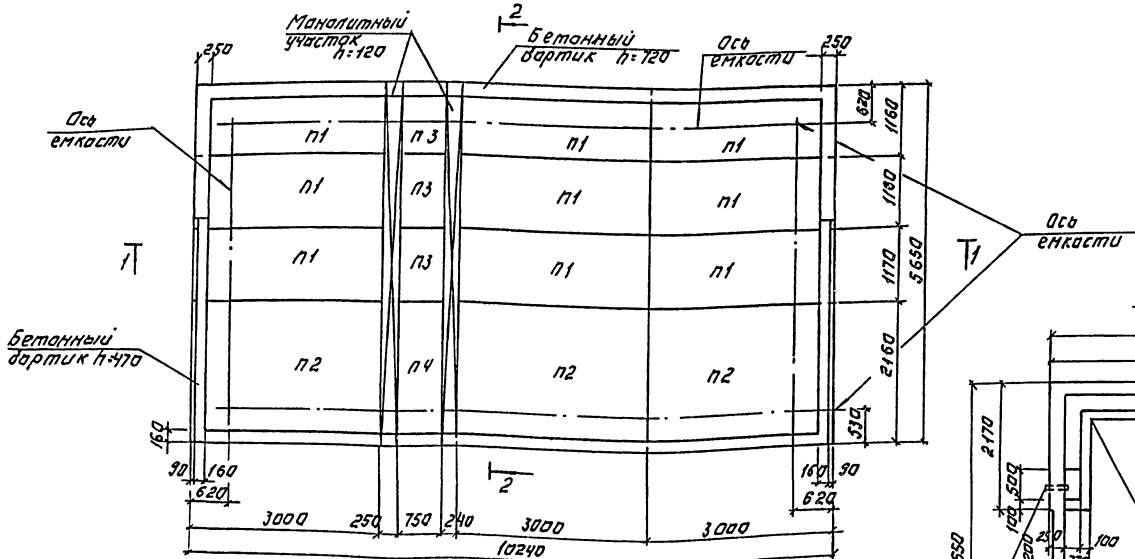 2
Монолитный
участок
h=120
Бетонный
бортик h=720
Ось
емкости
250
250
Ось
емкости
620
1160
п1
п3
п1
п1
п1
п3
п1
п1
1180
Ось
емкости
1
1
п1
п3
п1
п1
1170
5650
Бетонный
бортик h=470
п2
п4
п2
п2
2160
530
160
90
160
620
2
160
90
620
3000
250
750
240
3000
3000
10240
2170
500
100
200
250
100
650